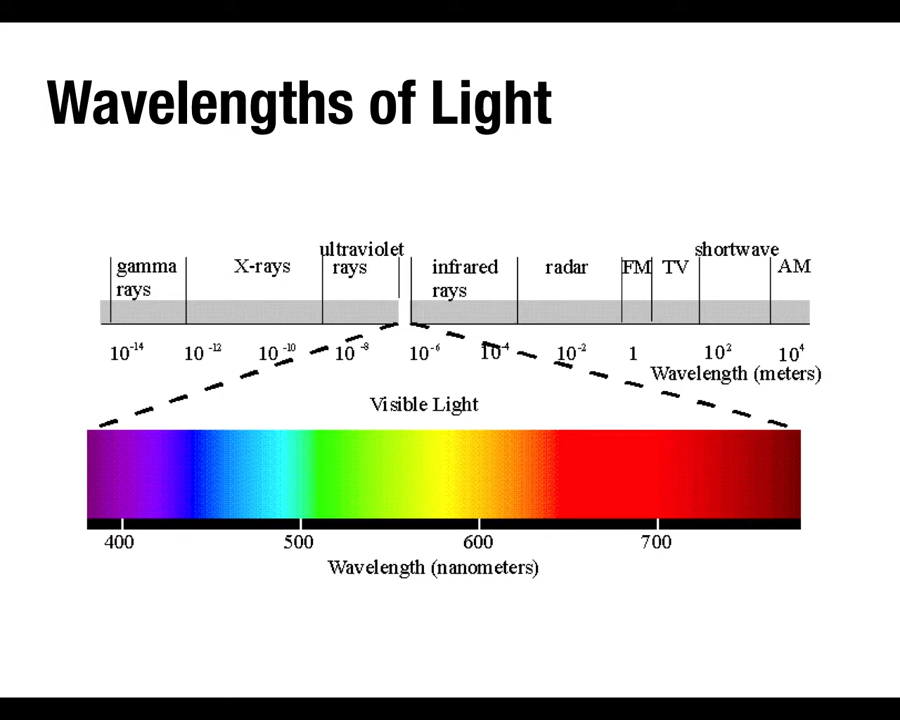 Wavelengths of Light
ultraviolet shortwave
gamma X-rays rays infrared radar FM TV AM
rays rays
10⁻¹⁴ 10⁻¹² 10⁻¹⁰ 10⁻⁸ 10⁻⁶ 10⁻⁴ 10⁻² 1 10² 10⁴
Wavelength (meters)
Visible Light
400 500 600 700
Wavelength (nanometers)